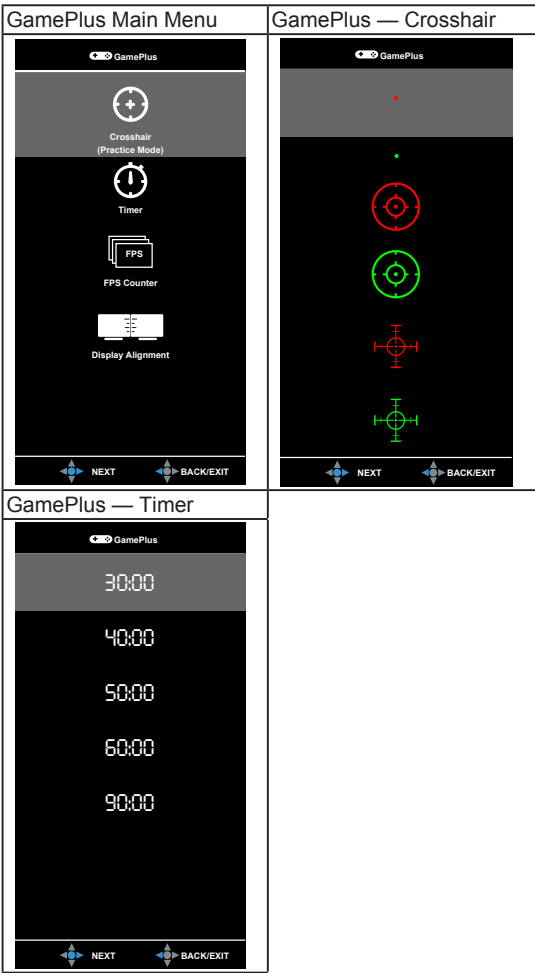 GamePlus Main Menu
GamePlus
Crosshair
(Practice Mode)
Timer
FPS
FPS Counter
Display Alignment
NEXT BACK/EXIT
GamePlus — Crosshair
GamePlus
NEXT BACK/EXIT
GamePlus — Timer
GamePlus
30:00
40:00
50:00
60:00
90:00
NEXT BACK/EXIT